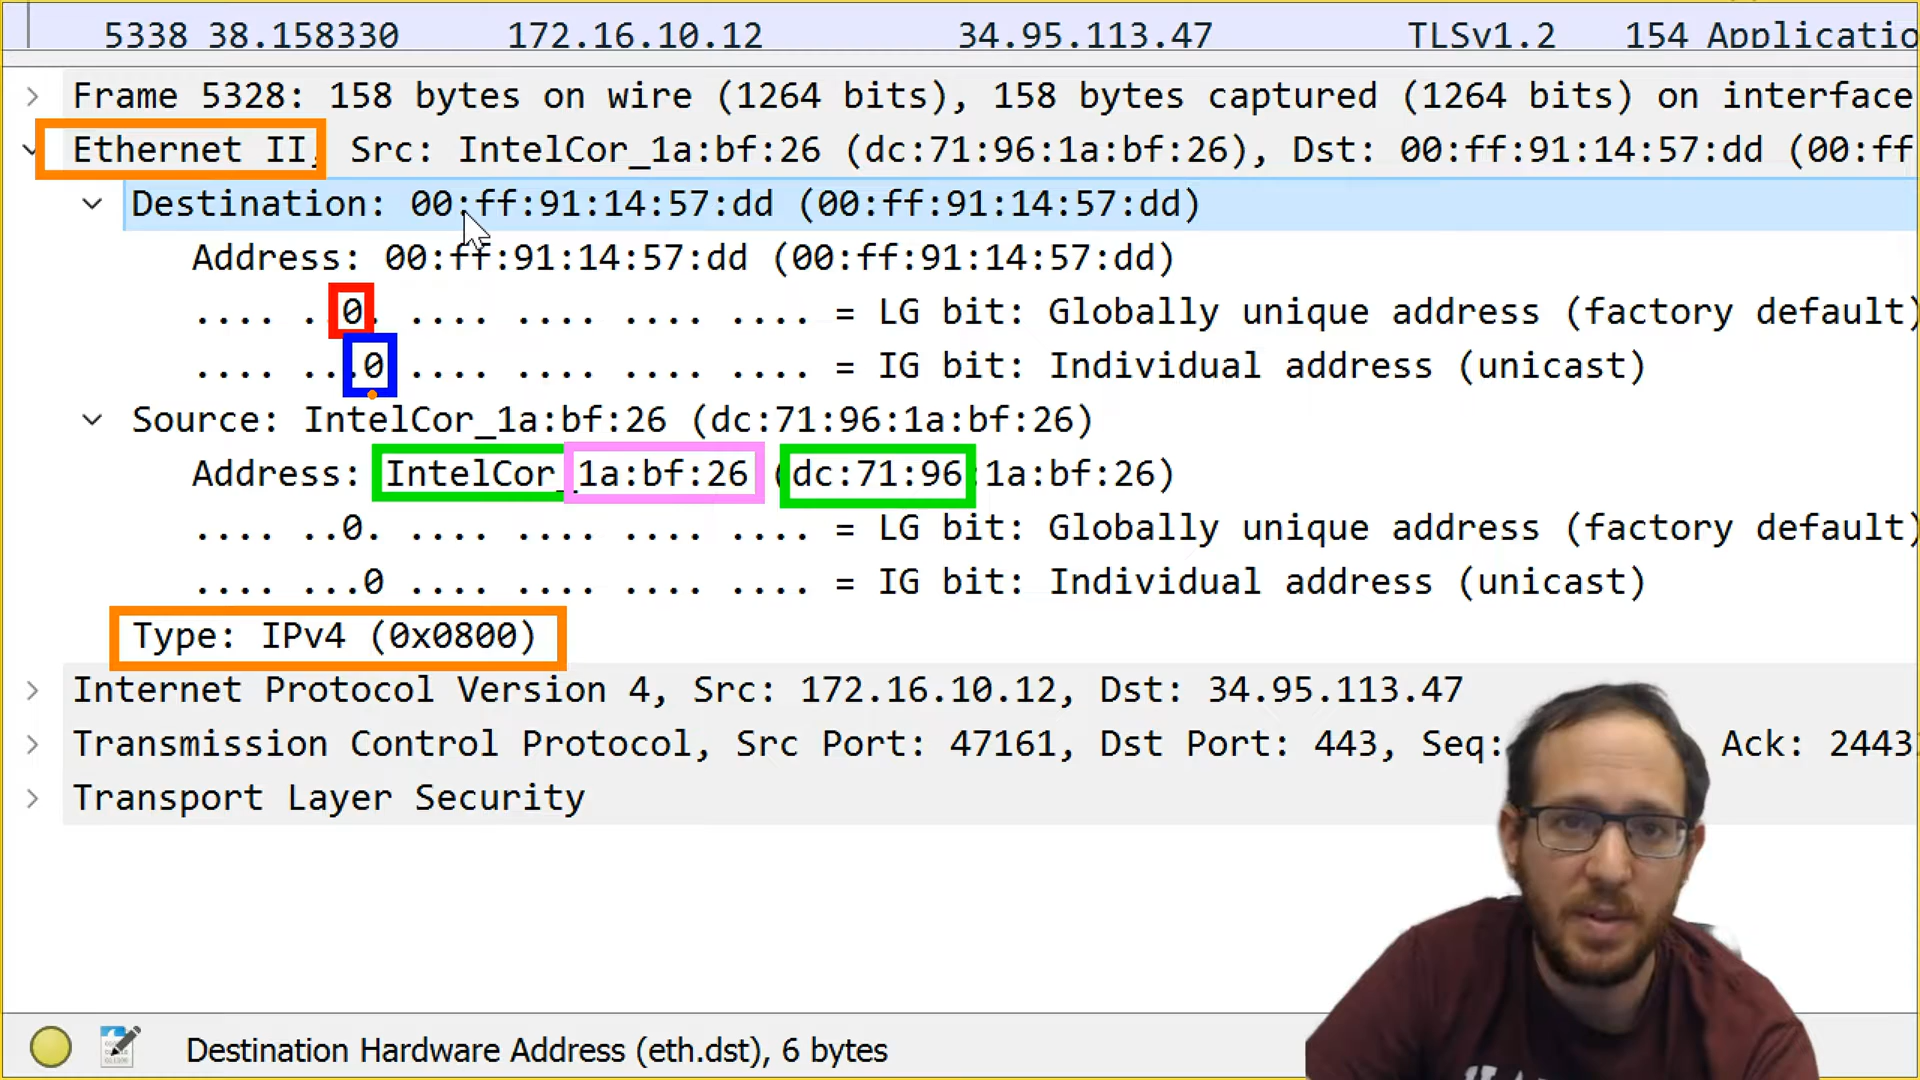 5338 38.158330 172.16.10.12 34.95.113.47 TLSv1.2 154 Applicatio
Frame 5328: 158 bytes on wire (1264 bits), 158 bytes captured (1264 bits) on interface
Ethernet II, Src: IntelCor_1a:bf:26 (dc:71:96:1a:bf:26), Dst: 00:ff:91:14:57:dd (00:ff
Destination: 00:ff:91:14:57:dd (00:ff:91:14:57:dd)
Address: 00:ff:91:14:57:dd (00:ff:91:14:57:dd)
.... ..0. .... .... .... .... = LG bit: Globally unique address (factory default)
.... ...0 .... .... .... .... = IG bit: Individual address (unicast)
Source: IntelCor_1a:bf:26 (dc:71:96:1a:bf:26)
Address: IntelCor_1a:bf:26 (dc:71:96:1a:bf:26)
.... ..0. .... .... .... .... = LG bit: Globally unique address (factory default)
.... ...0 .... .... .... .... = IG bit: Individual address (unicast)
Type: IPv4 (0x0800)
Internet Protocol Version 4, Src: 172.16.10.12, Dst: 34.95.113.47
Transmission Control Protocol, Src Port: 47161, Dst Port: 443, Seq: Ack: 2443
Transport Layer Security
Destination Hardware Address (eth.dst), 6 bytes